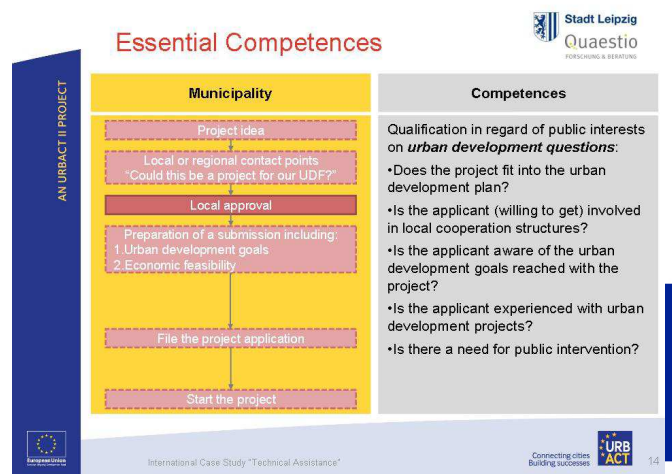 Essential Competences
Stadt Leipzig
Quaestio
FORSCHUNG & BERATUNG
AN URBACT II PROJECT
Municipality
Project idea
Local or regional contact points
“Could this be a project for our UDF?”
Local approval
Preparation of a submission including:
1.Urban development goals
2.Economic feasibility
File the project application
Start the project
Competences
Qualification in regard of public interests
on urban development questions:
•Does the project fit into the urban
development plan?
•Is the applicant (willing to get) involved
in local cooperation structures?
•Is the applicant aware of the urban
development goals reached with the
project?
•Is the applicant experienced with urban
development projects?
•Is there a need for public intervention?
European Union
International Case Study "Technical Assistance"
Connecting cities
Building successes
URB
ACT
14